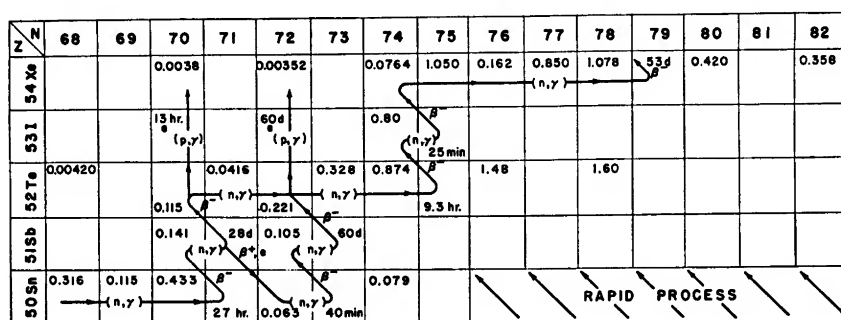 Z N 68 69 70 71 72 73 74 75 76 77 78 79 80 81 82
54 Xe 0.0038 0.00352 0.0764 1.050 0.162 0.850 1.078 53d 0.420 0.358
(n,γ) β⁻
53 I 13 hr. 60d 0.80 β⁻
e (p,γ) e (p,γ) (n,γ)
25 min
52 Te 0.00420 0.0416 0.328 0.874 β⁻ 1.48 1.60
(n,γ) (n,γ)
0.115 β⁻ 0.221 β⁻ 9.3 hr.
51 Sb 0.141 28d 0.105 60d
(n,γ) β⁺,e (n,γ)
50 Sn 0.316 0.115 0.433 β⁻ β⁻ 0.079
(n,γ) (n,γ) RAPID PROCESS
27 hr. 0.063 40min